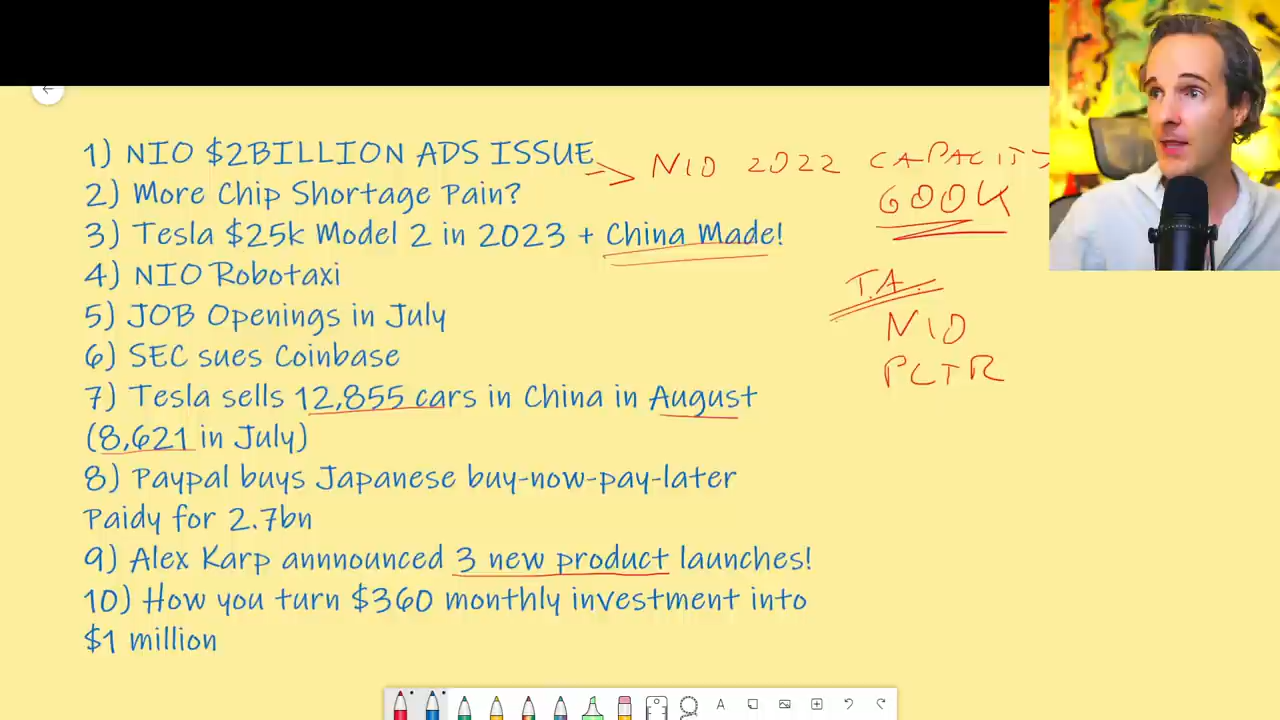 1) NIO $2BILLION ADS ISSUE
NIO 2022 CAPACITY
600K
2) More Chip Shortage Pain?
3) Tesla $25k Model 2 in 2023 + China Made!
4) NIO Robotaxi
T.A.
5) JOB Openings in July
NIO
6) SEC sues Coinbase
PLTR
7) Tesla sells 12,855 cars in China in August
(8,621 in July)
8) Paypal buys Japanese buy-now-pay-later
Paidy for 2.7bn
9) Alex Karp annnounced 3 new product launches!
10) How you turn $360 monthly investment into
$1 million
A